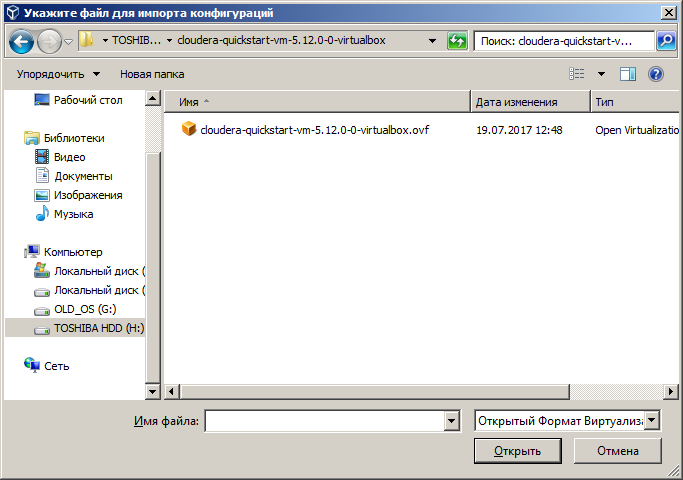 Укажите файл для импорта конфигураций
TOSHIB... cloudera-quickstart-vm-5.12.0-0-virtualbox
Поиск: cloudera-quickstart-v...
Упорядочить Новая папка
Рабочий стол
Библиотеки
Видео
Документы
Изображения
Музыка
Компьютер
Локальный диск (
Локальный диск (
OLD_OS (G:)
TOSHIBA HDD (H:)
Сеть
Имя Дата изменения Тип
cloudera-quickstart-vm-5.12.0-0-virtualbox.ovf 19.07.2017 12:48 Open Virtualizatio
Имя файла: Открытый Формат Виртуализа
Открыть Отмена